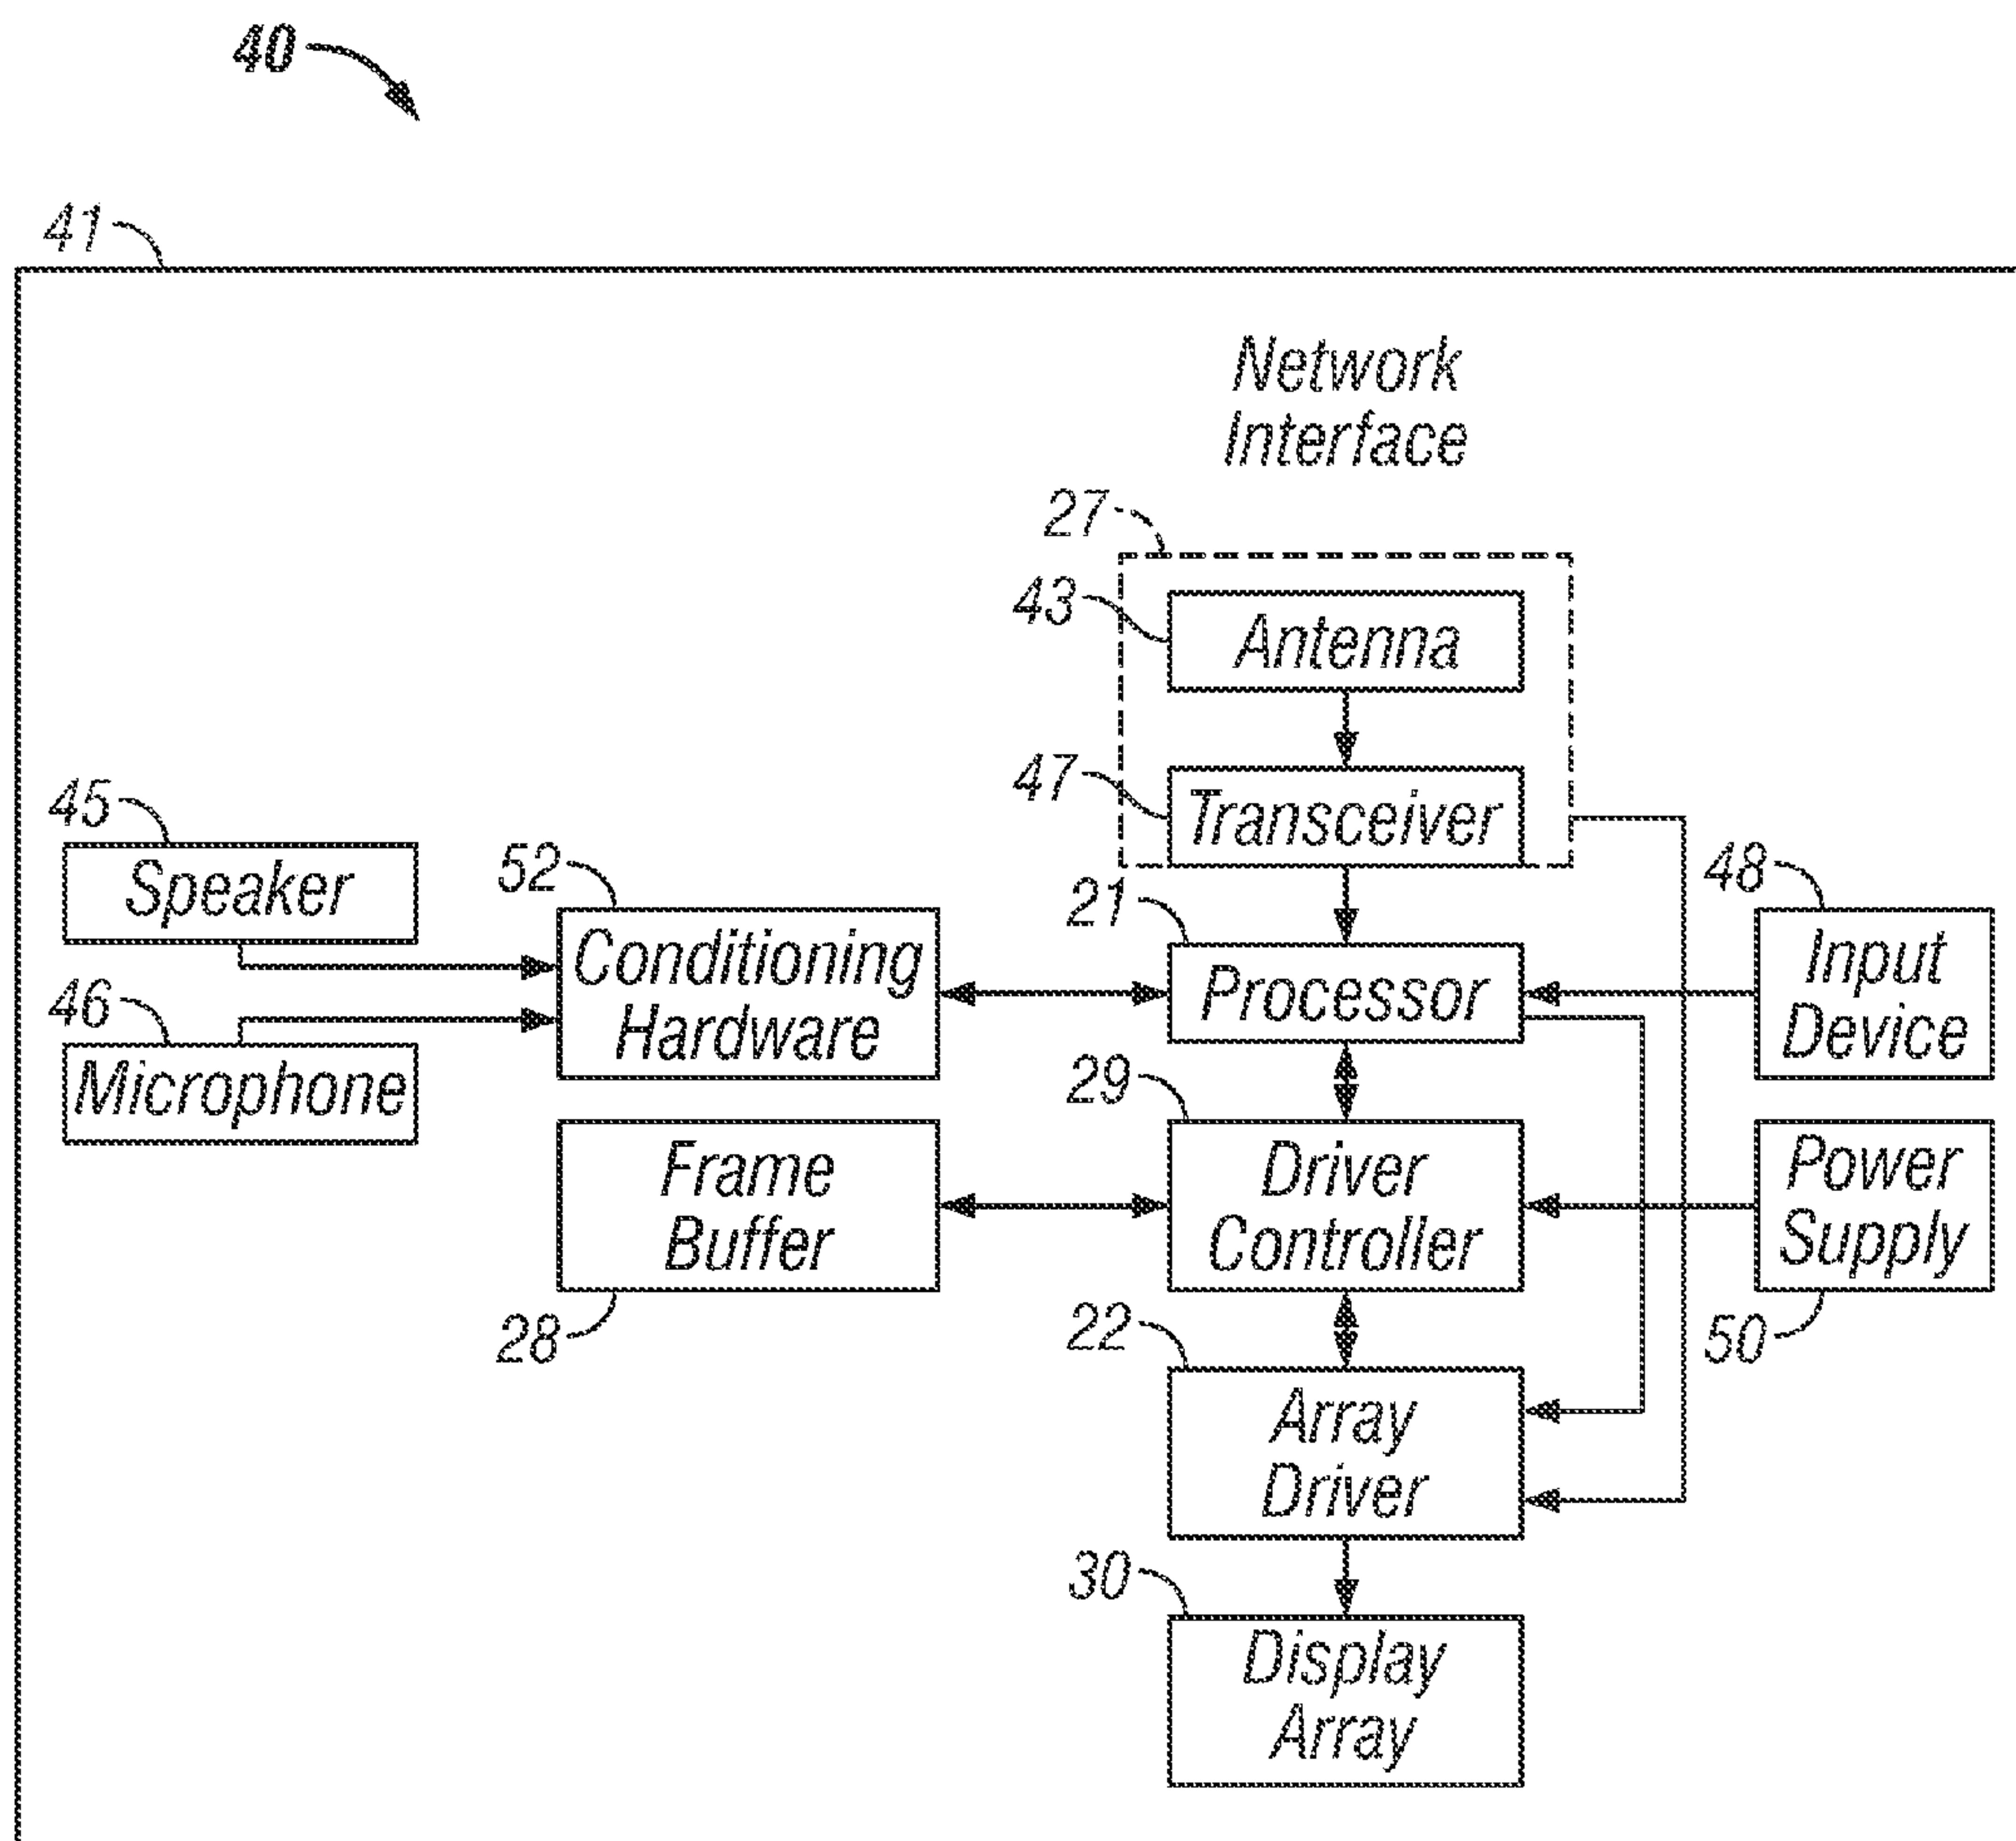 40
41
Network
Interface
27
43
Antenna
47
Transceiver
45
Speaker
52
Conditioning
Hardware
21
Processor
48
Input
Device
46
Microphone
29
Driver
Controller
Frame
Buffer
28
Power
Supply
50
22
Array
Driver
30
Display
Array